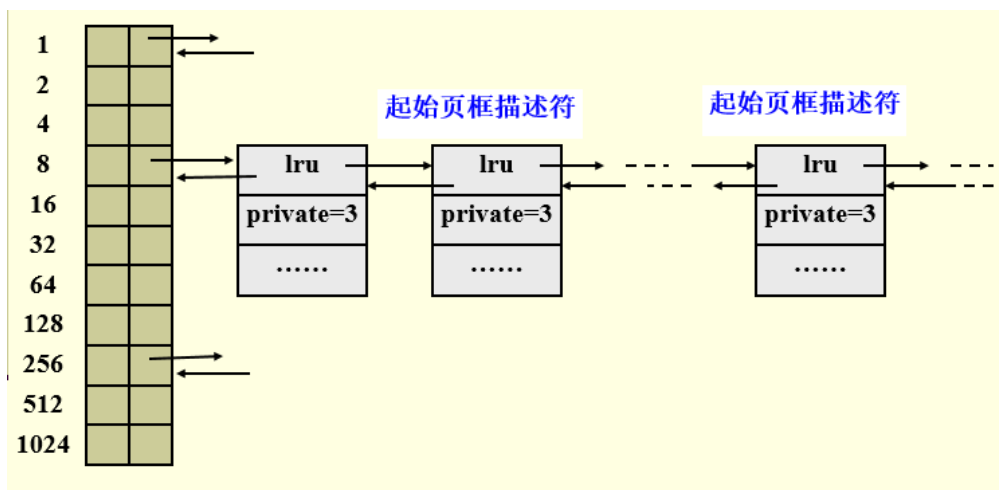 1
2
4
8
16
32
64
128
256
512
1024
起始页框描述符
起始页框描述符
lru
lru
lru
private=3
private=3
private=3
……
……
……